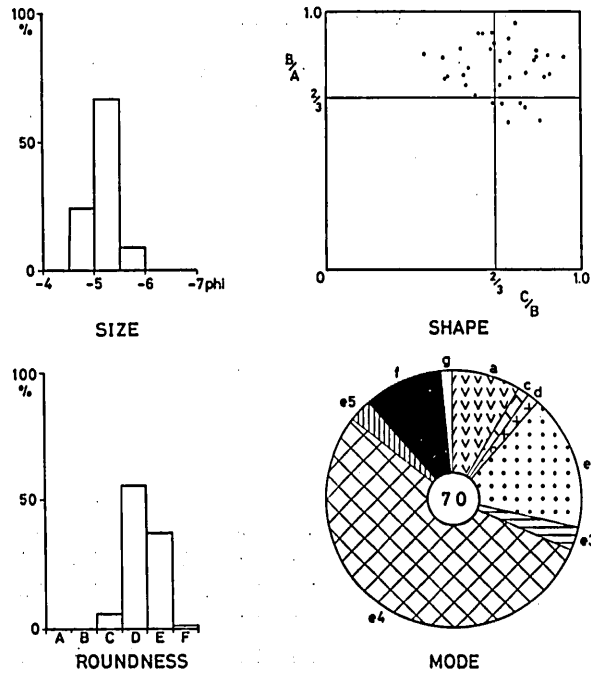 100
%
50
0
-4 -5 -6 -7phi
SIZE
1.0
B/A
2/3
0 2/3 1.0
C/B
SHAPE
100
%
50
0
A B C D E F
ROUNDNESS
g
a
c
d
f
e5
e
70
e3
e4
MODE